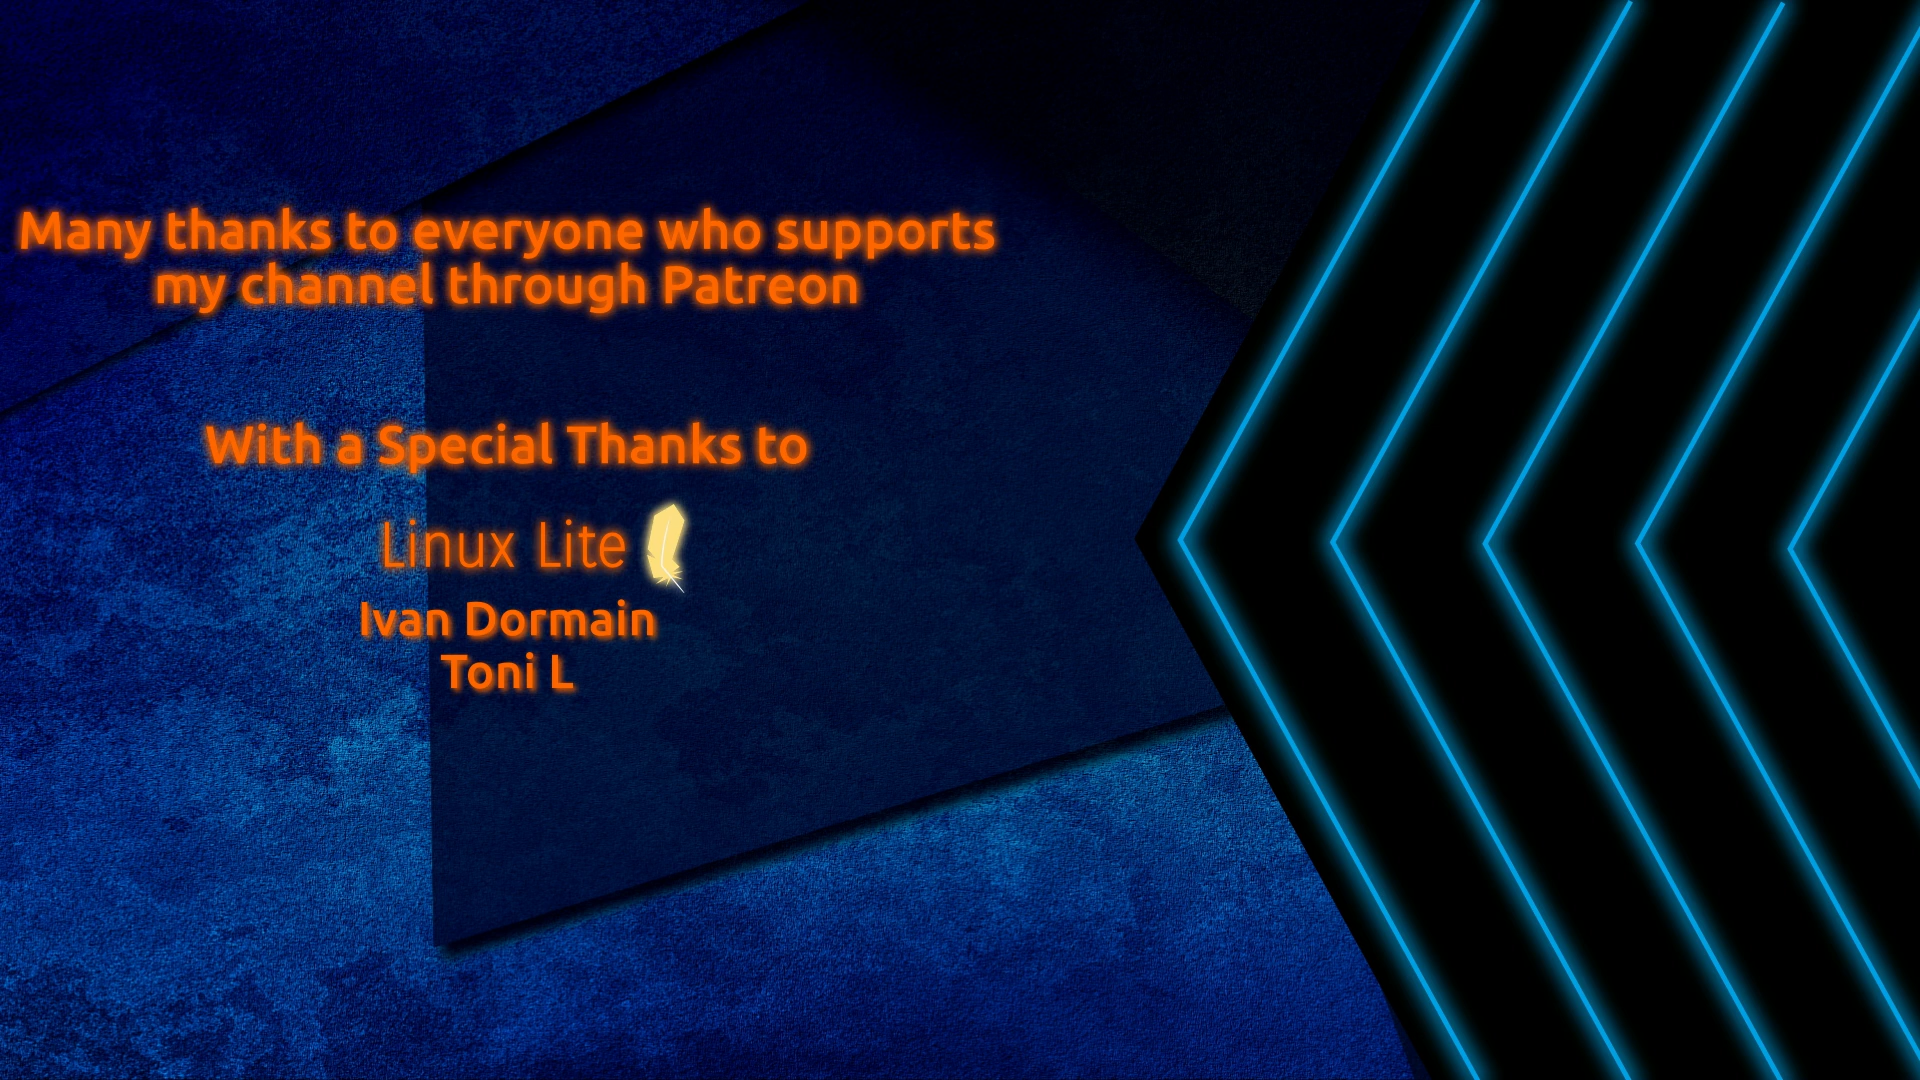 Many thanks to everyone who supports
my channel through Patreon
With a Special Thanks to
Linux Lite
Ivan Dormain
Toni L